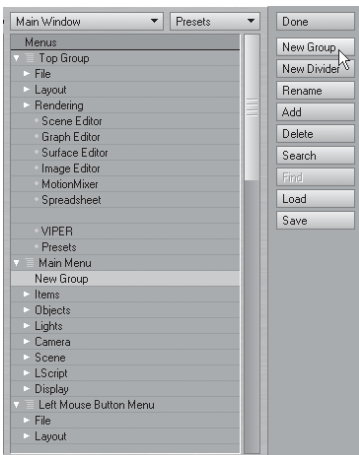 Main Window
Presets
Menus
Top Group
File
Layout
Rendering
Scene Editor
Graph Editor
Surface Editor
Image Editor
MotionMixer
Spreadsheet
VIPER
Presets
Main Menu
New Group
Items
Objects
Lights
Camera
Scene
LScript
Display
Left Mouse Button Menu
File
Layout
Done
New Group
New Divider
Rename
Add
Delete
Search
Find
Load
Save